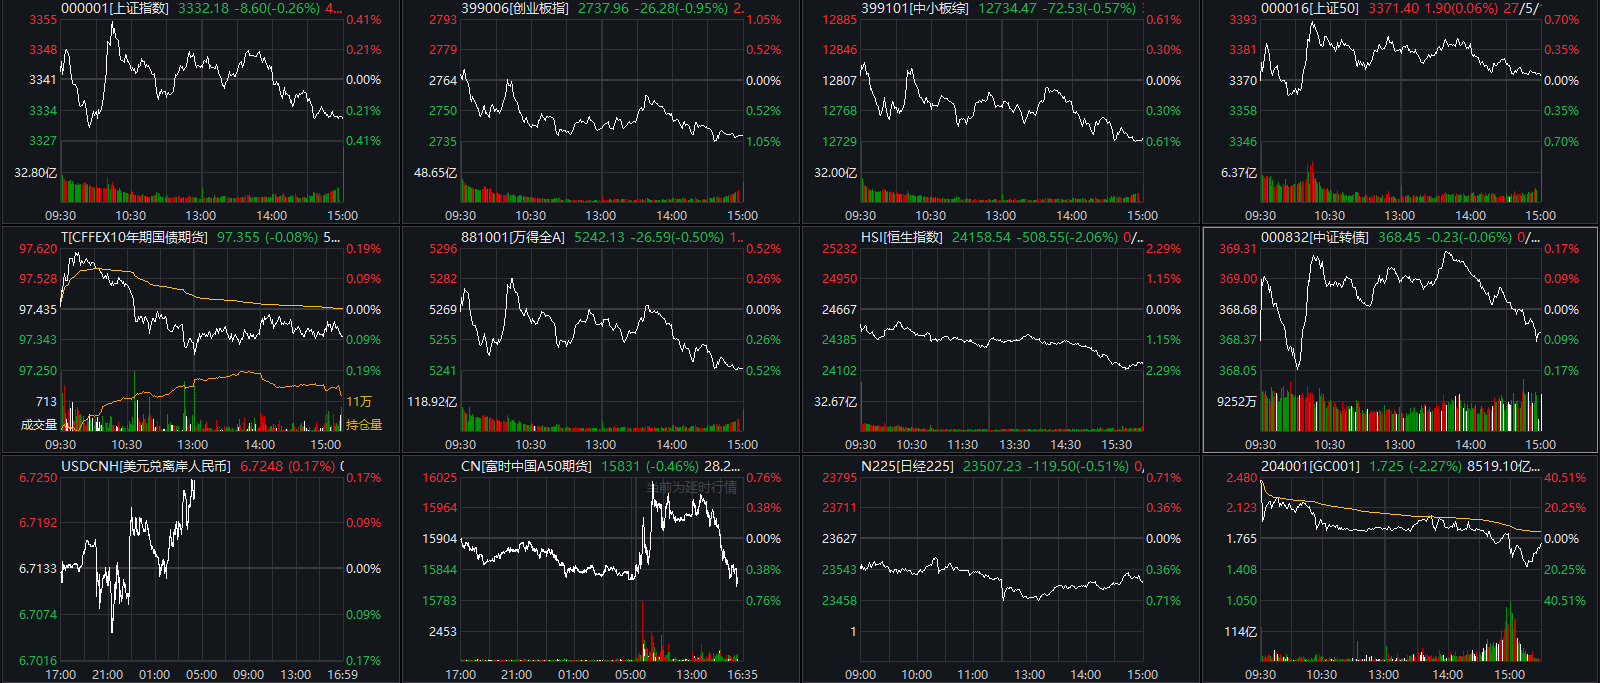 000001[上证指数] 3332.18 -8.60(-0.26%) 4...
3355 0.41%
3348 0.21%
3341 0.00%
3334 0.21%
3327 0.41%
32.80亿
09:30 10:30 13:00 14:00 15:00
399006[创业板指] 2737.96 -26.28(-0.95%) 2.
2793 1.05%
2779 0.52%
2764 0.00%
2750 0.52%
2735 1.05%
48.65亿
09:30 10:30 13:00 14:00 15:00
399101[中小板综] 12734.47 -72.53(-0.57%)
12885 0.61%
12846 0.30%
12807 0.00%
12768 0.30%
12729 0.61%
32.00亿
09:30 10:30 13:00 14:00 15:00
000016[上证50] 3371.40 1.90(0.06%) 27/5/
3393 0.70%
3381 0.35%
3370 0.00%
3358 0.35%
3346 0.70%
6.37亿
09:30 10:30 13:00 14:00 15:00
T[CFFEX10年期国债期货] 97.355 (-0.08%) 5...
97.620 0.19%
97.528 0.09%
97.435 0.00%
97.343 0.09%
97.250 0.19%
713 11万
成交量 持仓量
09:30 10:30 13:00 14:00 15:00
881001[万得全A] 5242.13 -26.59(-0.50%) 1..
5296 0.52%
5282 0.26%
5269 0.00%
5255 0.26%
5241 0.52%
118.92亿
09:30 10:30 13:00 14:00 15:00
HSI[恒生指数] 24158.54 -508.55(-2.06%) 0/...
25232 2.29%
24950 1.15%
24667 0.00%
24385 1.15%
24102 2.29%
32.67亿
09:30 10:30 11:30 13:30 14:30 15:30
000832[中证转债] 368.45 -0.23(-0.06%) 0/...
369.31 0.17%
369.00 0.09%
368.68 0.00%
368.37 0.09%
368.05 0.17%
9252万
09:30 10:30 13:00 14:00 15:00
USDCNH[美元兑离岸人民币] 6.7248 (0.17%)
6.7250 0.17%
6.7192 0.09%
6.7133 0.00%
6.7074 0.09%
6.7016 0.17%
17:00 21:00 01:00 05:00 09:00 13:00 16:59
CN[富时中国A50期货] 15831 (-0.46%) 28.2...
当前为延时行情
16025 0.76%
15964 0.38%
15904 0.00%
15844 0.38%
15783 0.76%
2453
17:00 21:00 01:00 05:00 13:00 16:35
N225[日经225] 23507.23 -119.50(-0.51%) 0
23795 0.71%
23711 0.36%
23627 0.00%
23543 0.36%
23458 0.71%
1
09:00 10:00 11:00 13:00 14:00 15:00
204001[GC001] 1.725 (-2.27%) 8519.10亿...
2.480 40.51%
2.123 20.25%
1.765 0.00%
1.408 20.25%
1.050 40.51%
114亿
09:30 10:30 13:00 14:00 15:00